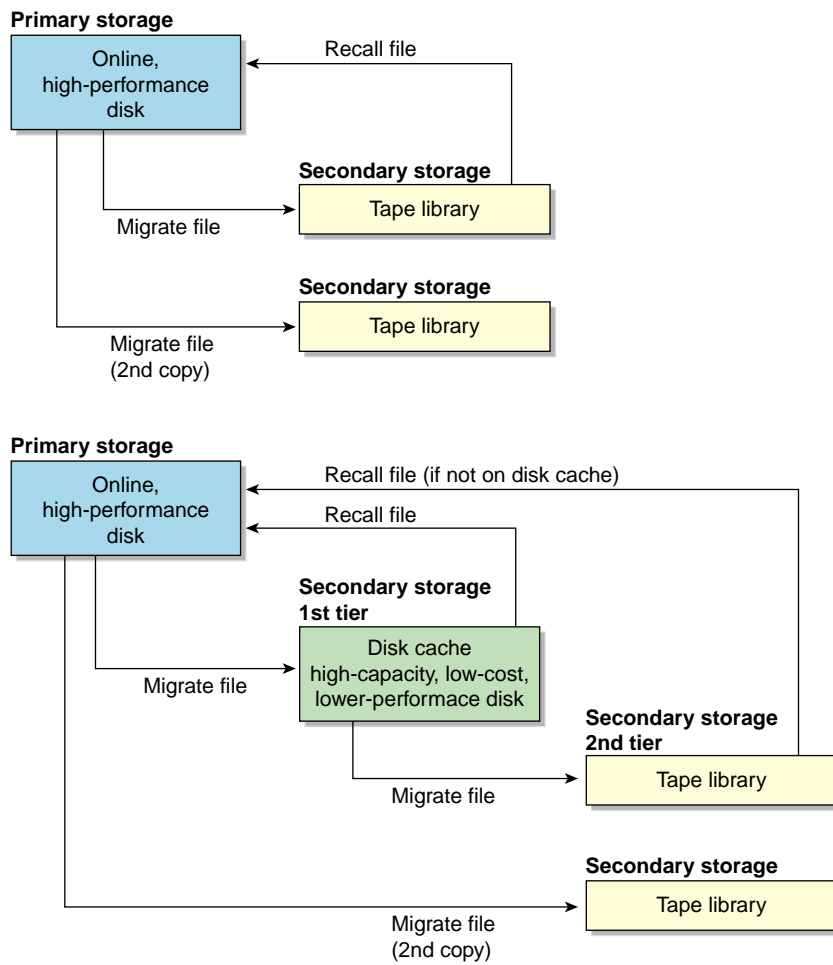 Primary storage
Online,
high-performance
disk
Recall file
Secondary storage
Tape library
Migrate file
Secondary storage
Tape library
Migrate file
(2nd copy)
Primary storage
Online,
high-performance
disk
Recall file (if not on disk cache)
Recall file
Secondary storage
1st tier
Disk cache
high-capacity, low-cost,
lower-performace disk
Migrate file
Secondary storage
2nd tier
Tape library
Migrate file
Secondary storage
Tape library
Migrate file
(2nd copy)